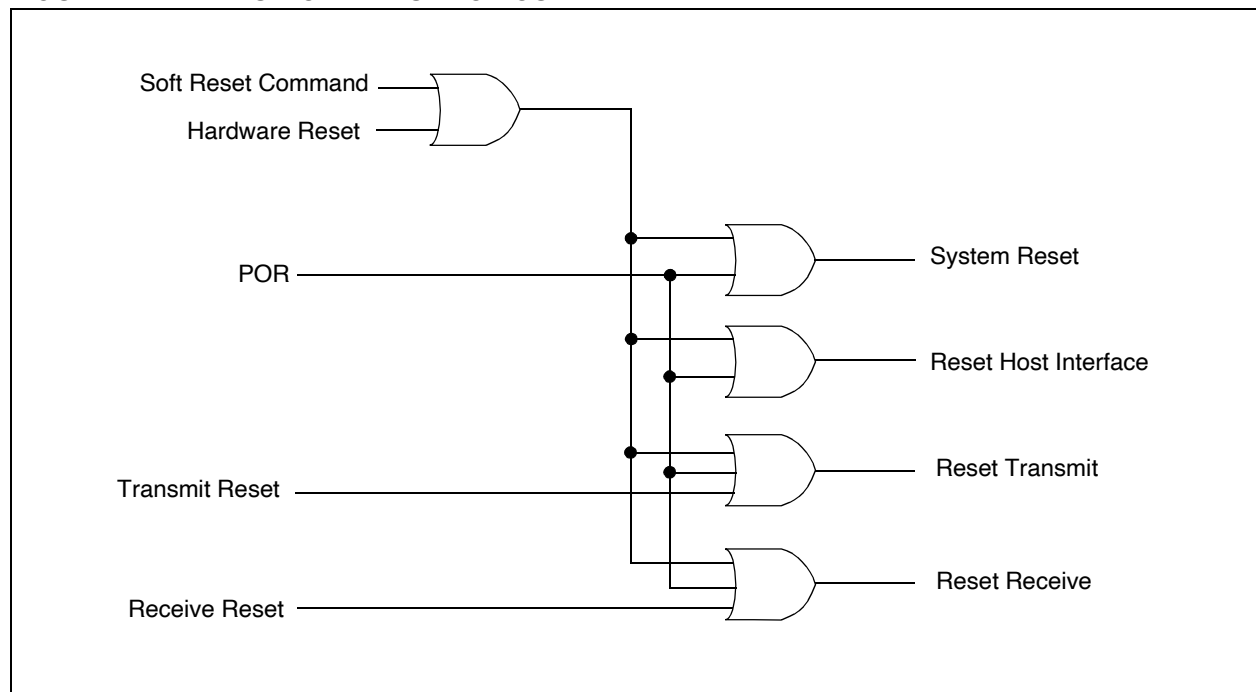 Soft Reset Command
Hardware Reset
System Reset
POR
Reset Host Interface
Reset Transmit
Transmit Reset
Reset Receive
Receive Reset